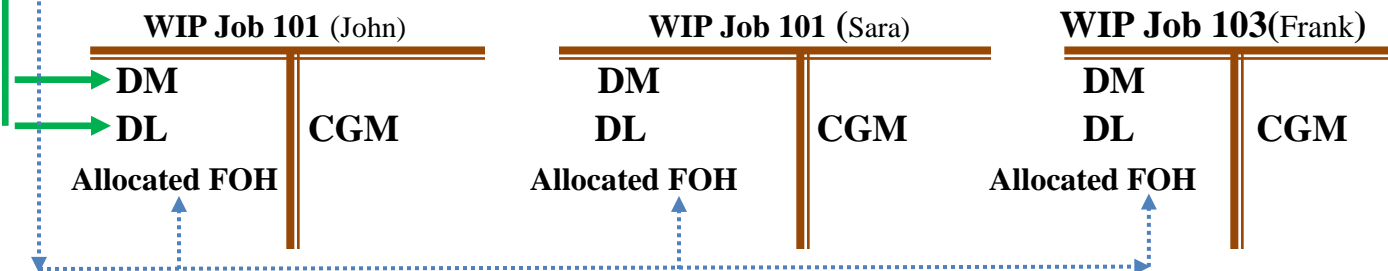 WIP Job 101 (John) WIP Job 101 (Sara) WIP Job 103(Frank)
DM DM DM
DL CGM DL CGM DL CGM
Allocated FOH Allocated FOH Allocated FOH